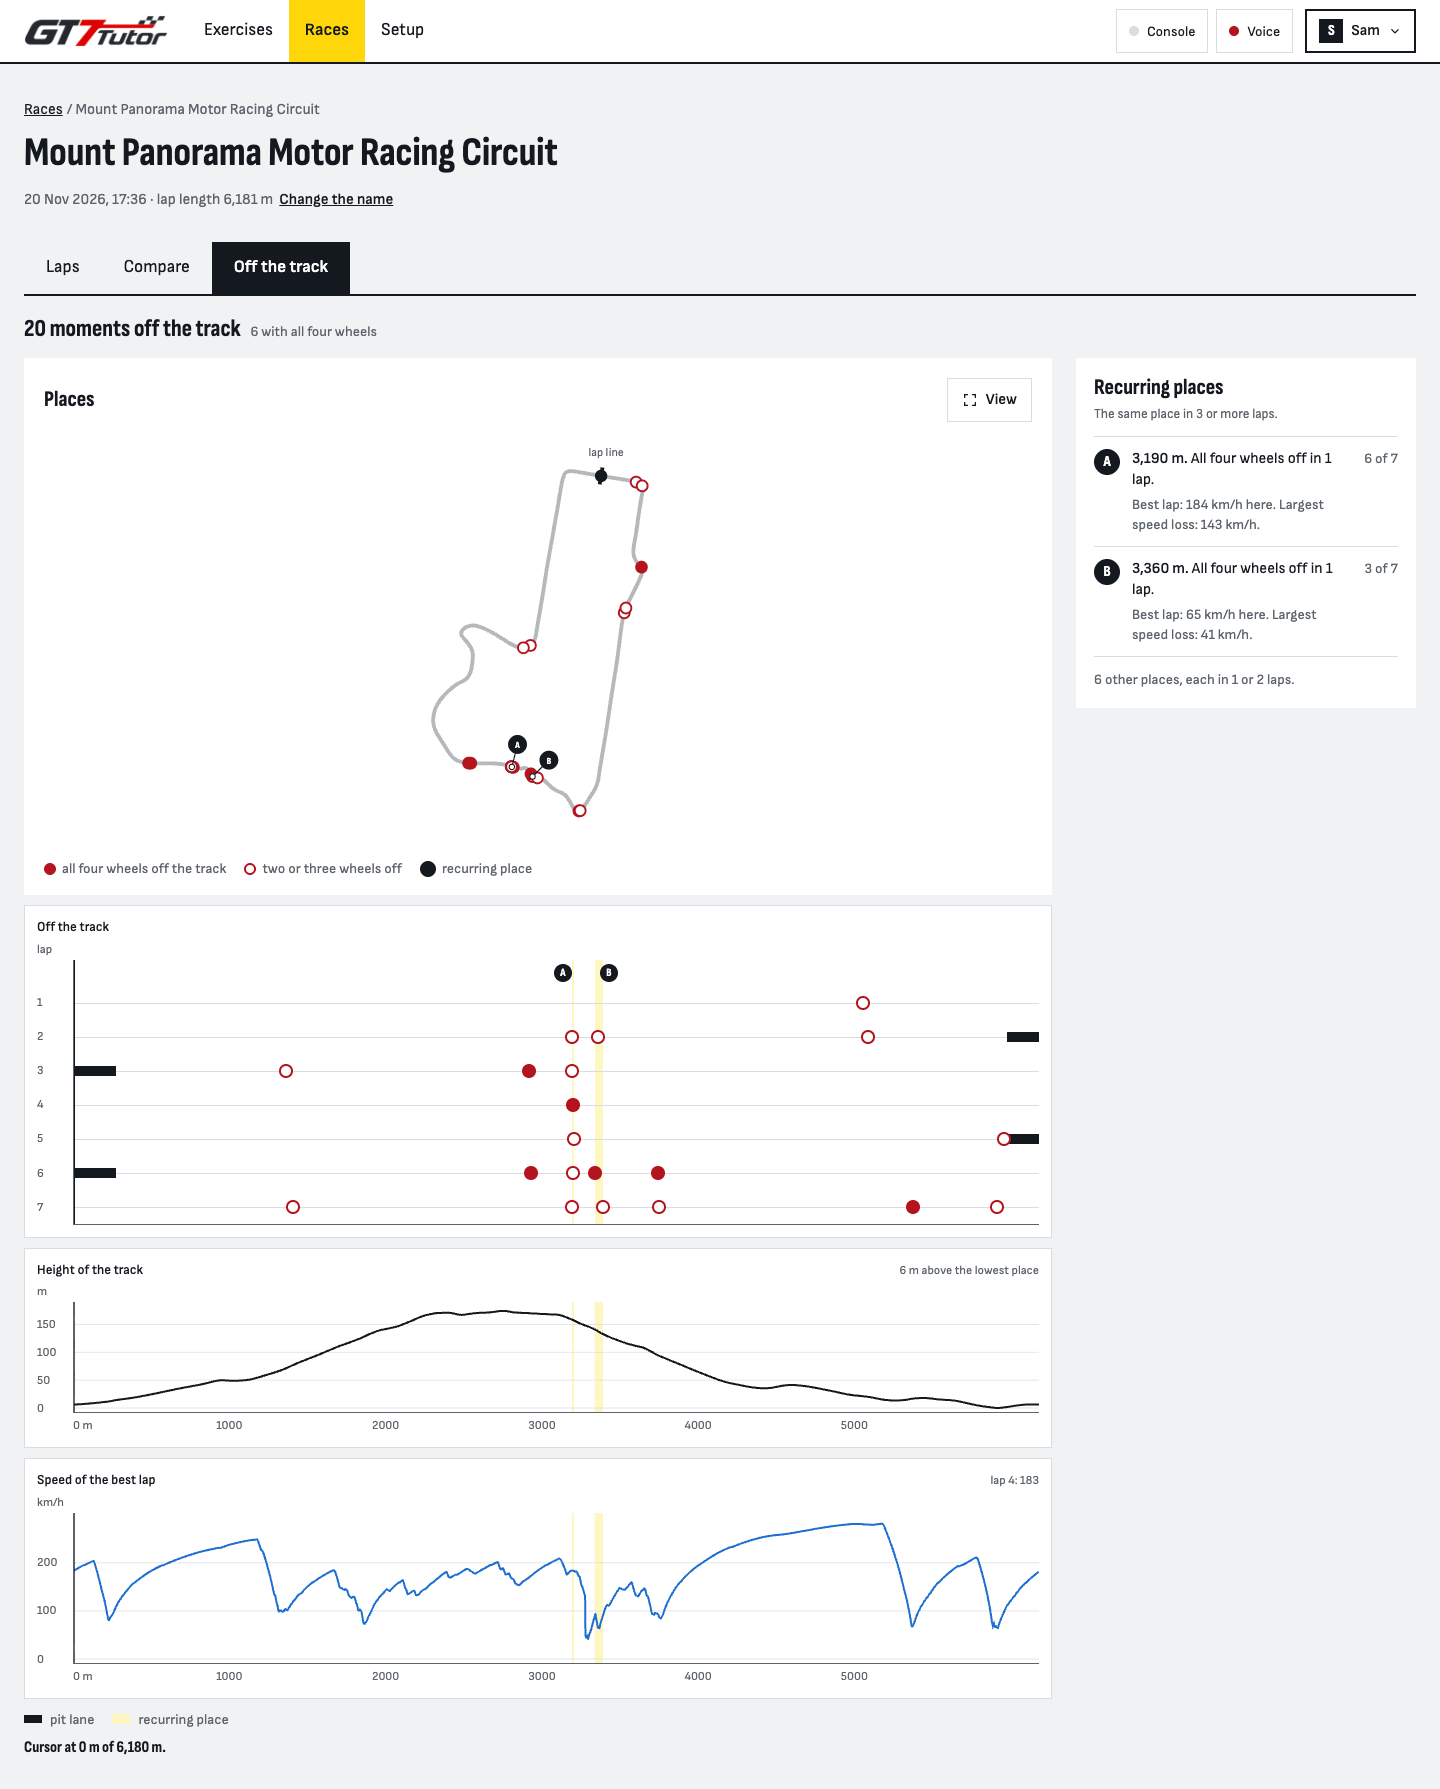 GT7Tutor
Exercises
Races
Setup
Console
Voice
S
Sam
Races / Mount Panorama Motor Racing Circuit
Mount Panorama Motor Racing Circuit
20 Nov 2026, 17:36 · lap length 6,181 m Change the name
Laps
Compare
Off the track
20 moments off the track 6 with all four wheels
Places
View
lap line
A
B
all four wheels off the track
two or three wheels off
recurring place
Recurring places
The same place in 3 or more laps.
A
3,190 m. All four wheels off in 1
lap.
6 of 7
Best lap: 184 km/h here. Largest
speed loss: 143 km/h.
B
3,360 m. All four wheels off in 1
lap.
3 of 7
Best lap: 65 km/h here. Largest
speed loss: 41 km/h.
6 other places, each in 1 or 2 laps.
Off the track
lap
A
B
1
2
3
4
5
6
7
Height of the track
6 m above the lowest place
m
150
100
50
0
0 m
1000
2000
3000
4000
5000
Speed of the best lap
lap 4: 183
km/h
200
100
0
0 m
1000
2000
3000
4000
5000
pit lane
recurring place
Cursor at 0 m of 6,180 m.